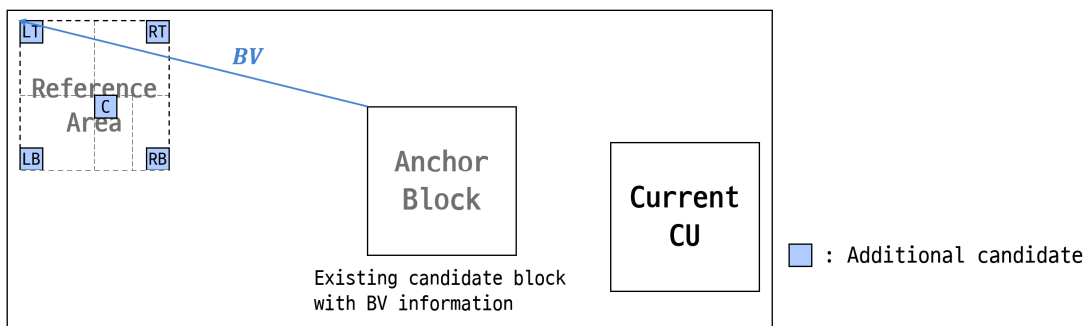 LT
RT
BV
Reference
C
Area
LB
RB
Anchor
Block
Current
CU
Existing candidate block
with BV information
: Additional candidate